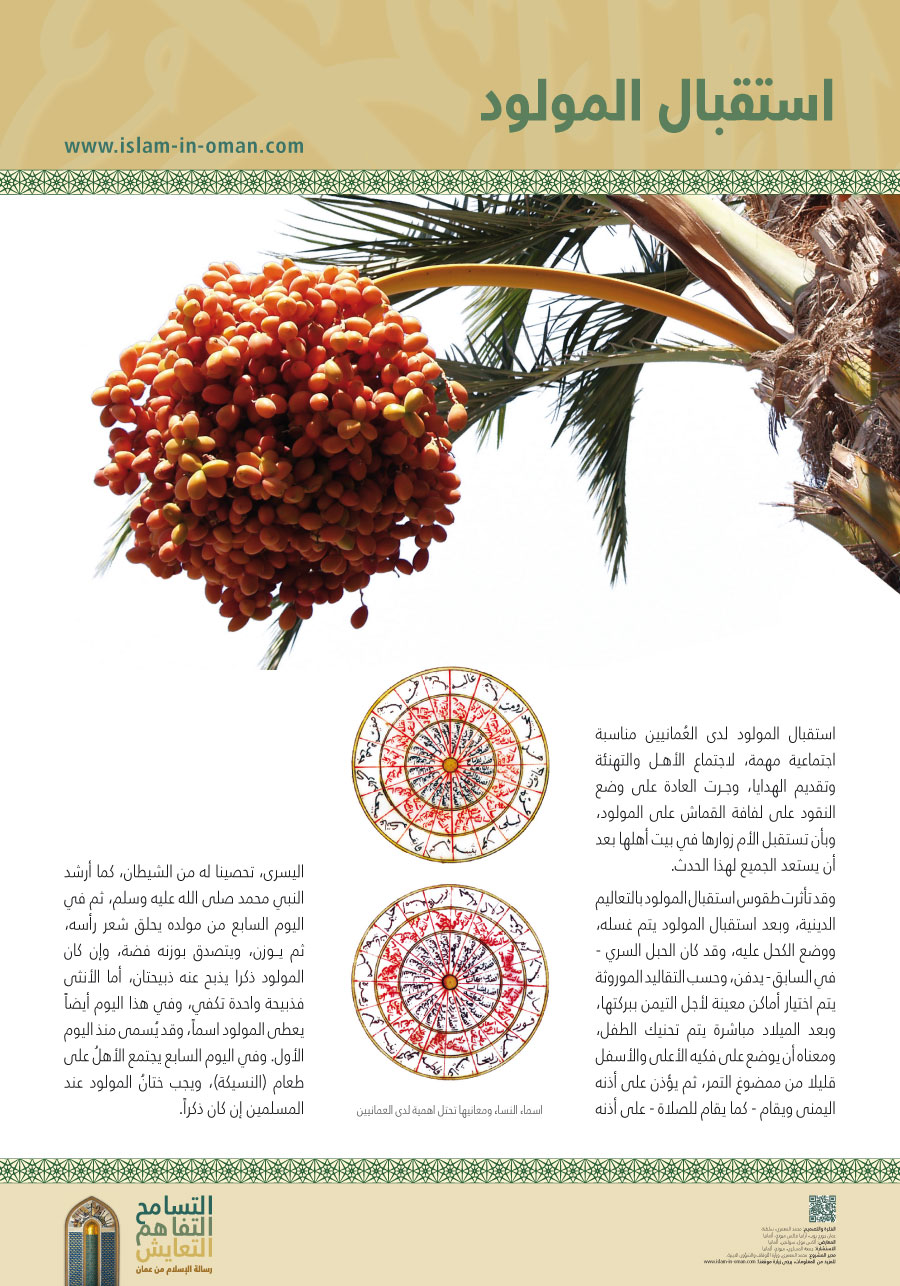 استقبال المولود
www.islam-in-oman.com
استقبال المولود لدى العُمانيين مناسبة
اجتماعية مهمة، لاجتماع الأهل والتهنئة
وتقديم الهدايا، وجرت العادة على وضع
النقود على لفافة القماش على المولود،
وبأن تستقبل الأم زوارها في بيت أهلها بعد
أن يستعد الجميع لهذا الحدث.
وقد تأثرت طقوس استقبال المولود بالتعاليم
الدينية، وبعد استقبال المولود يتم غسله،
ووضع الكحل عليه، وقد كان الحبل السري -
في السابق - يدفن، وحسب التقاليد الموروثة
يتم اختيار أماكن معينة لأجل التيمن ببركتها،
وبعد الميلاد مباشرة يتم تحنيك الطفل،
ومعناه أن يوضع على فكيه الأعلى والأسفل
قليلا من ممضوغ التمر، ثم يؤذن على أذنه
اليمنى ويقام - كما يقام للصلاة - على أذنه
اليسرى، تحصينا له من الشيطان، كما أرشد
النبي محمد صلى الله عليه وسلم، ثم في
اليوم السابع من مولده يحلق شعر رأسه،
ثم يـوزن، ويتصدق بوزنه فضة، وإن كان
المولود ذكرا يذبح عنه ذبيحتان، أما الأنثى
فذبيحة واحدة تكفي، وفي هذا اليوم أيضاً
يعطى المولود اسماً، وقد يُسمى منذ اليوم
الأول. وفي اليوم السابع يجتمع الأهلُ على
طعام (النسيكة)، ويجب ختانُ المولود عند
المسلمين إن كان ذكراً.
اسماء النساء ومعانيها تحتل اهمية لدى العمانيين
التسامح
التفاهم
التعايش
رسالة الإسلام من عمان